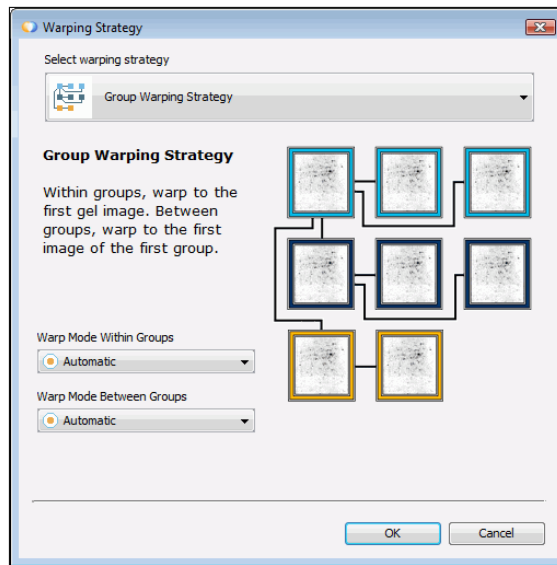 Warping Strategy
Select warping strategy
Group Warping Strategy
Group Warping Strategy
Within groups, warp to the
first gel image. Between
groups, warp to the first
image of the first group.
Warp Mode Within Groups
Automatic
Warp Mode Between Groups
Automatic
OK
Cancel